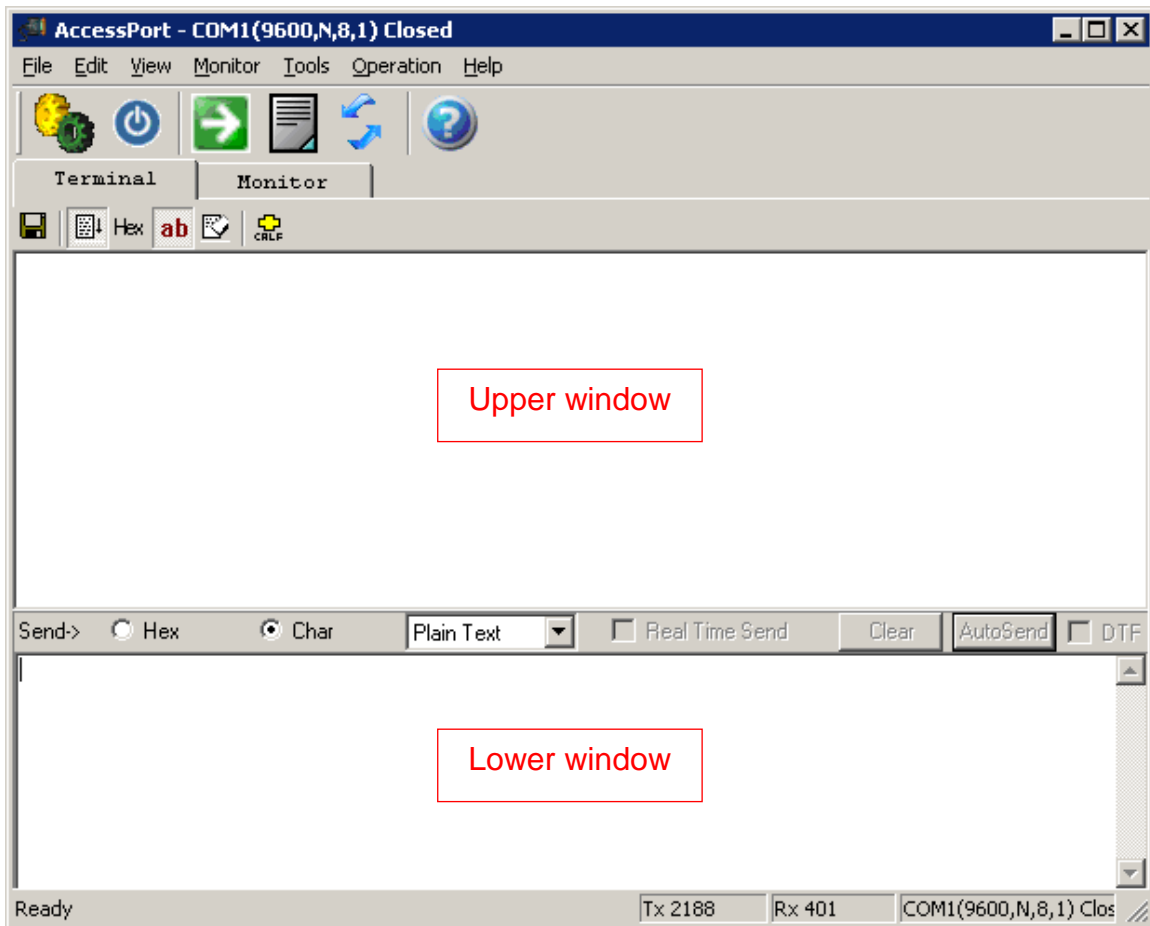 AccessPort - COM1(9600,N,8,1) Closed
File Edit View Monitor Tools Operation Help
Terminal Monitor
Hex ab CRLF
Upper window
Send-> Hex Char Plain Text Real Time Send Clear AutoSend DTF
Lower window
Ready Tx 2188 Rx 401 COM1(9600,N,8,1) Clos